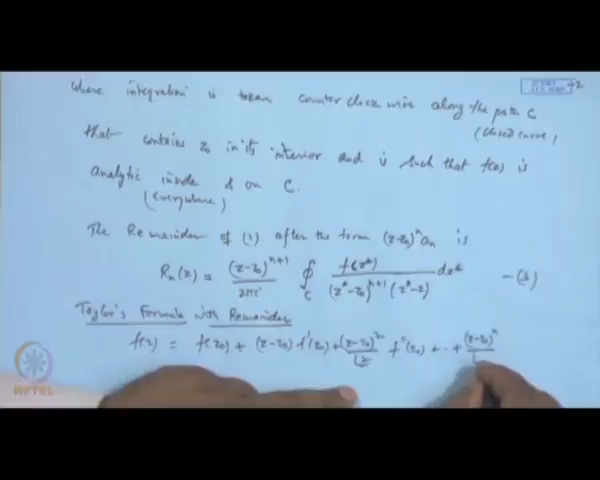 where integration is taken counter clock wise along the path C
(closed curve)
that contains z₀ in its interior and is such that f(z) is
analytic inside & on C.
(Everywhere)
The Remainder of (1) after the term (z-z₀)ⁿ aₙ is
Rₙ(z) = (z-z₀)ⁿ⁺¹ / 2πi ∮_C f(z*) / (z*-z₀)ⁿ⁺¹ (z*-z) dz* —(3)
Taylor's Formula with Remainder
f(z) = f(z₀) + (z-z₀) f'(z₀) + (z-z₀)² / ⌊2 f''(z₀) + ·· + (z-z₀)ⁿ
NPTEL